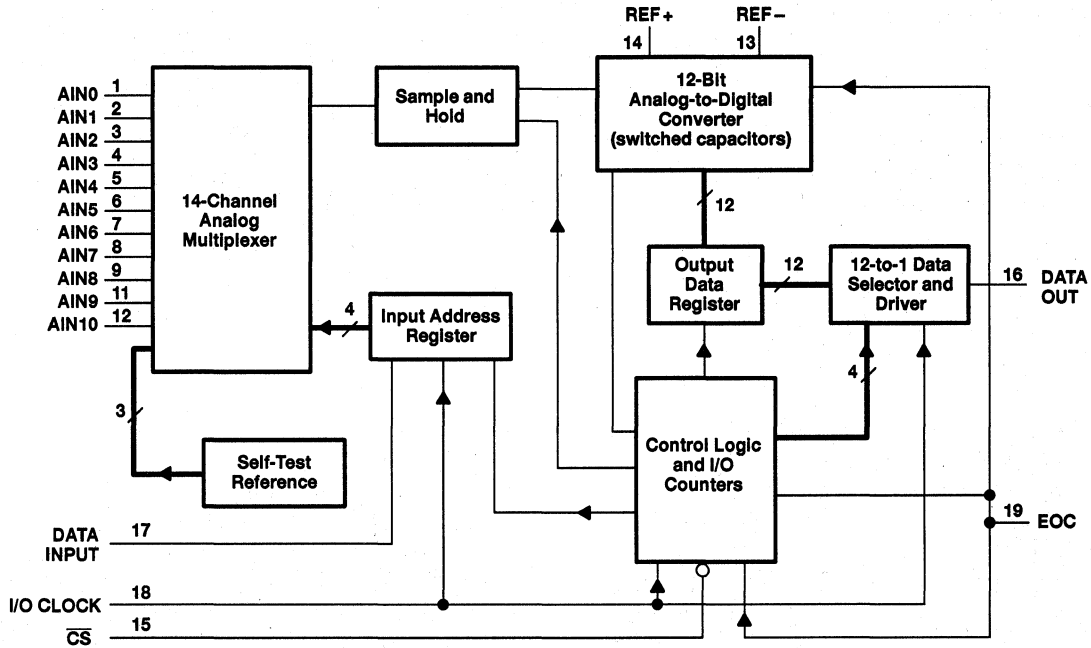 REF+ REF−
14 13
12-Bit
Analog-to-Digital
Converter
(switched capacitors)
Sample and
Hold
AIN0 1
AIN1 2
AIN2 3
AIN3 4
AIN4 5
AIN5 6
AIN6 7
AIN7 8
AIN8 9
AIN9 11
AIN10 12
14-Channel
Analog
Multiplexer
12
Output
Data
Register
12
12-to-1 Data
Selector and
Driver
16 DATA
OUT
4
Input Address
Register
4
3
Self-Test
Reference
Control Logic
and I/O
Counters
19 EOC
DATA
INPUT
17
I/O CLOCK 18
C̅S̅ 15